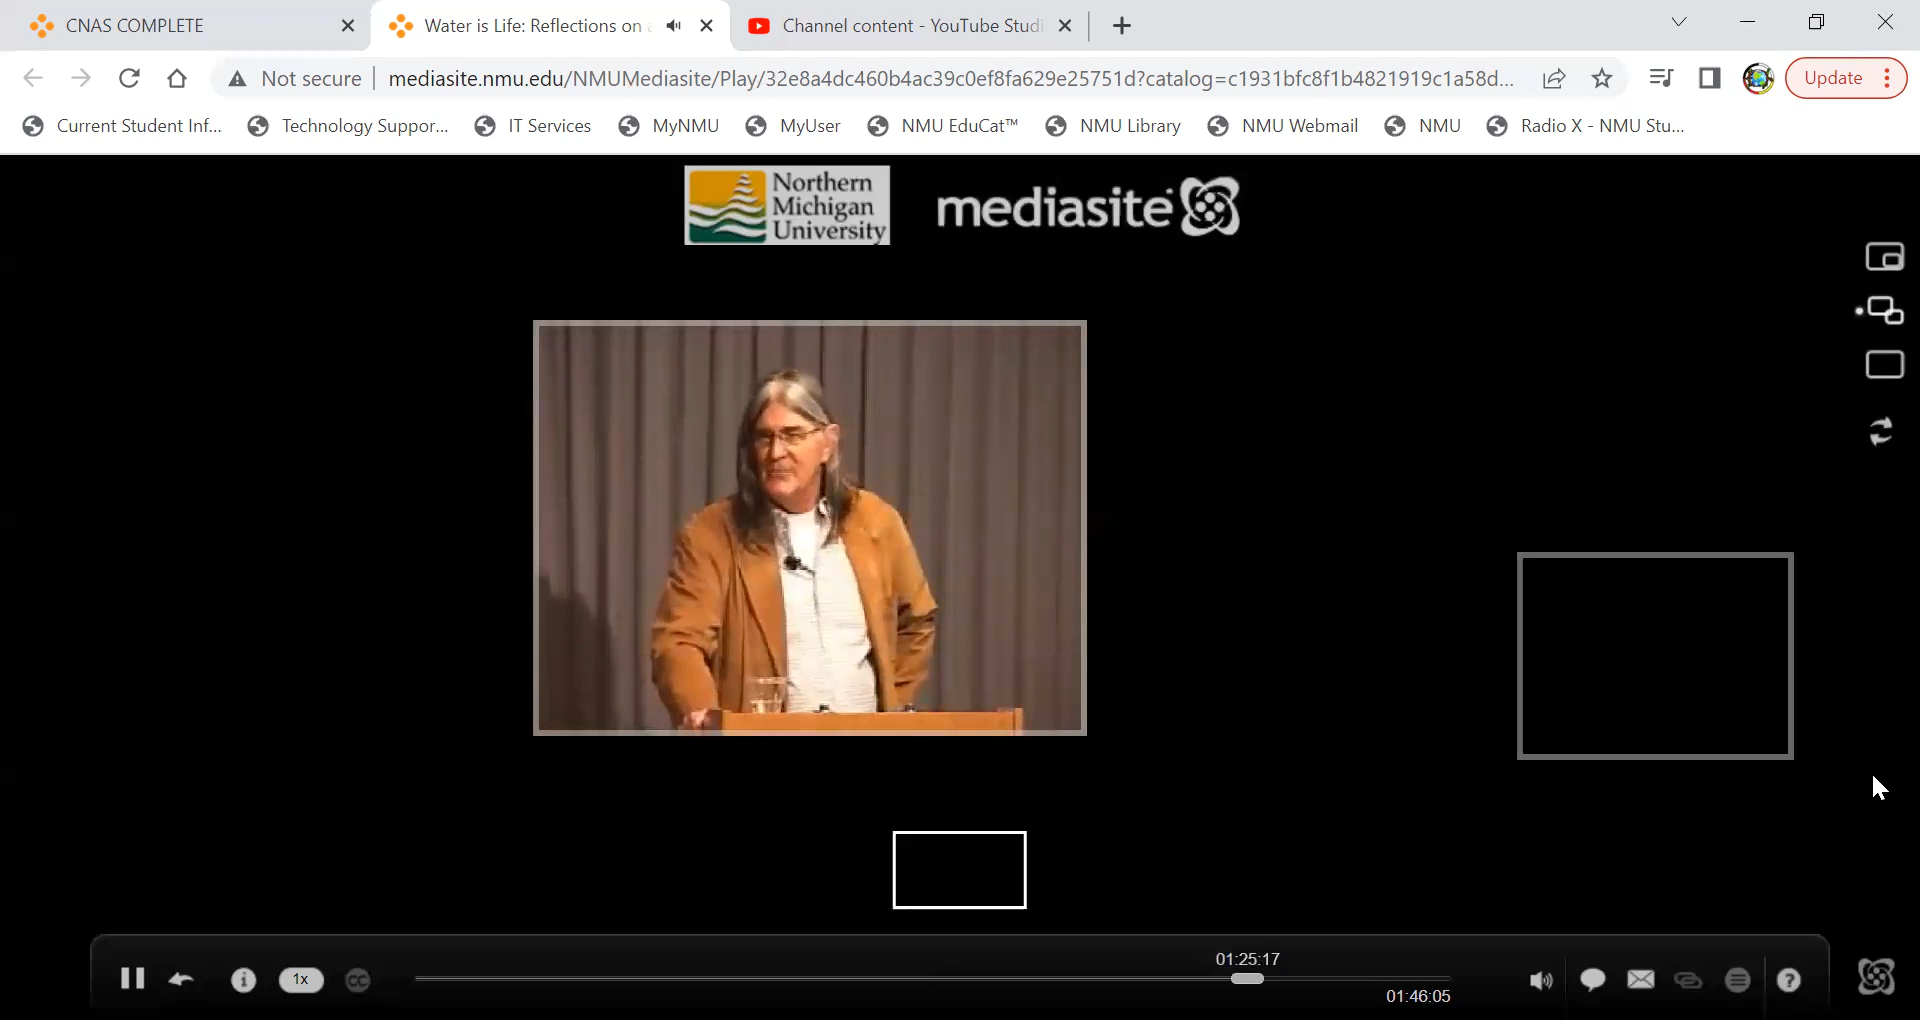 CNAS COMPLETE
Water is Life: Reflections on a
Channel content - YouTube Studi
Not secure
mediasite.nmu.edu/NMUMediasite/Play/32e8a4dc460b4ac39c0ef8fa629e25751d?catalog=c1931bfc8f1b4821919c1a58d...
Update
Current Student Inf...
Technology Suppor...
IT Services
MyNMU
MyUser
NMU EduCat™
NMU Library
NMU Webmail
NMU
Radio X - NMU Stu...
Northern
Michigan
University
mediasite
01:25:17
1x
CC
01:46:05